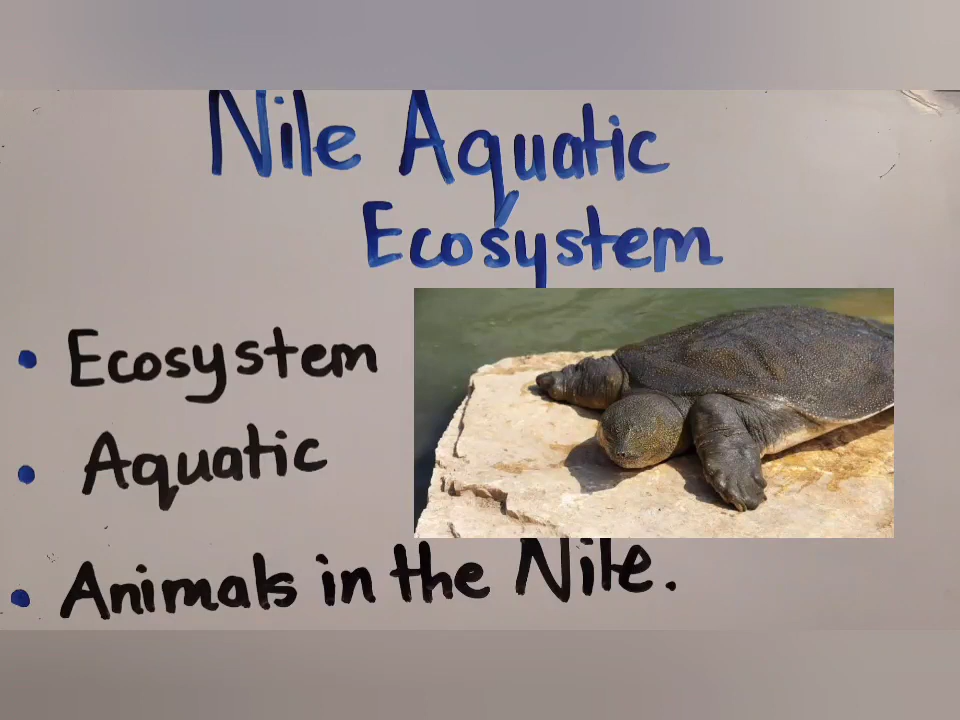 Nile Aquatic
Ecosystem
• Ecosystem
• Aquatic
• Animals in the Nile.